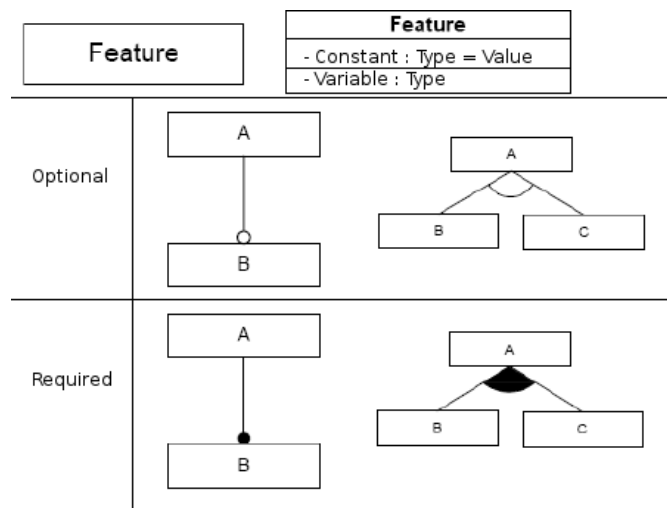 Feature
Feature
- Constant : Type = Value
- Variable : Type
Optional
A
B
A
B
C
Required
A
B
A
B
C